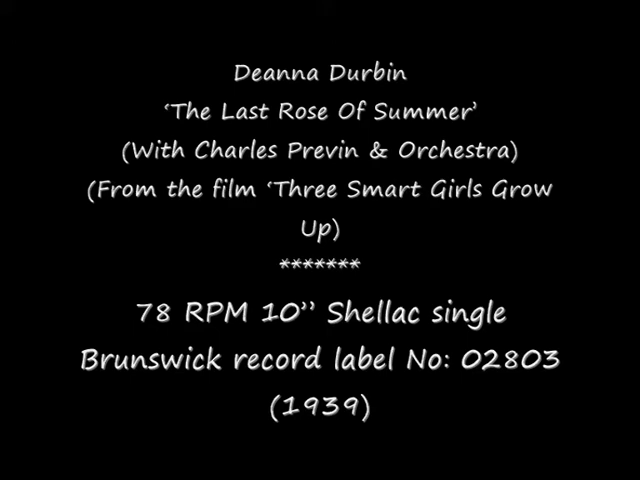 Deanna Durbin
‘The Last Rose Of Summer’
(With Charles Previn & Orchestra)
(From the film ‘Three Smart Girls Grow
Up)
*******
78 RPM 10” Shellac single
Brunswick record label No: 02803
(1939)